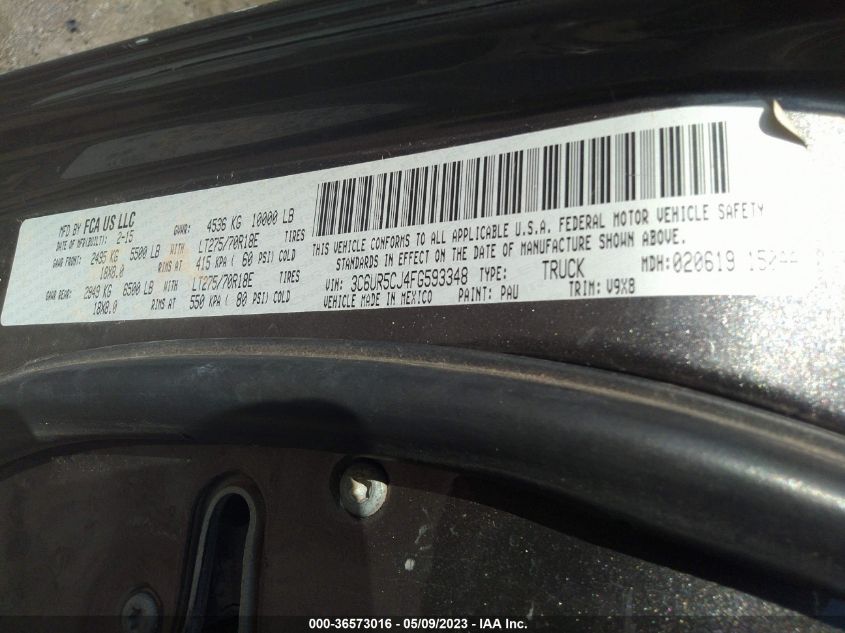 MFD BY FCA US LLC
DATE OF MFR(BUILT): 2-15 GVWR: 4536 KG 10000 LB
GAWR FRONT: 2495 KG 5500 LB WITH LT275/70R18E TIRES
18X8.0 RIMS AT 415 KPA ( 60 PSI) COLD
GAWR REAR: 2949 KG 6500 LB WITH LT275/70R18E TIRES
18X8.0 RIMS AT 550 KPA ( 80 PSI) COLD
THIS VEHICLE CONFORMS TO ALL APPLICABLE U.S.A. FEDERAL MOTOR VEHICLE SAFETY
STANDARDS IN EFFECT ON THE DATE OF MANUFACTURE SHOWN ABOVE.
VIN: 3C6UR5CJ4FG593348 TYPE: TRUCK MDH: 020619
VEHICLE MADE IN MEXICO PAINT: PAU TRIM: V9X8
000-36573016 - 05/09/2023 - IAA Inc.